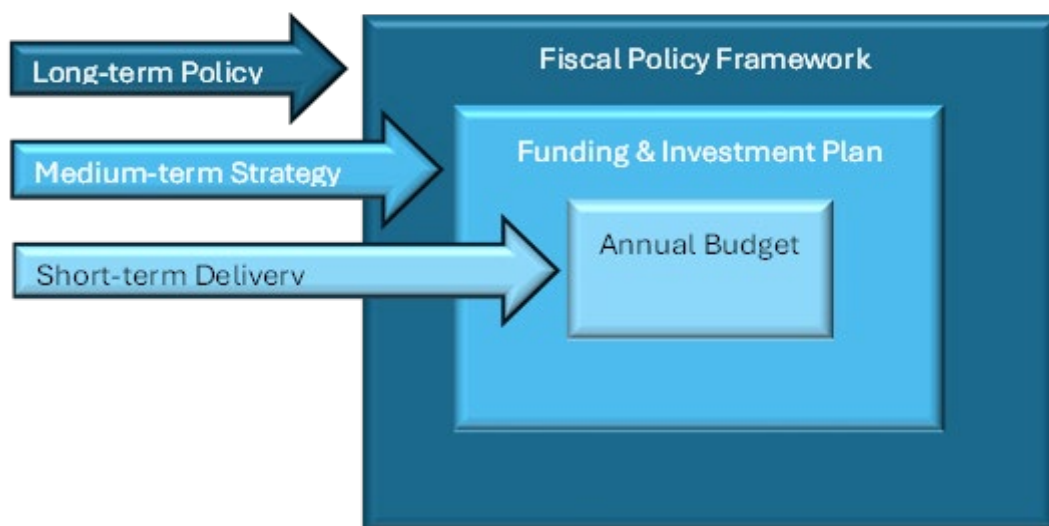 Long-term Policy
Fiscal Policy Framework
Medium-term Strategy
Funding & Investment Plan
Short-term Delivery
Annual Budget